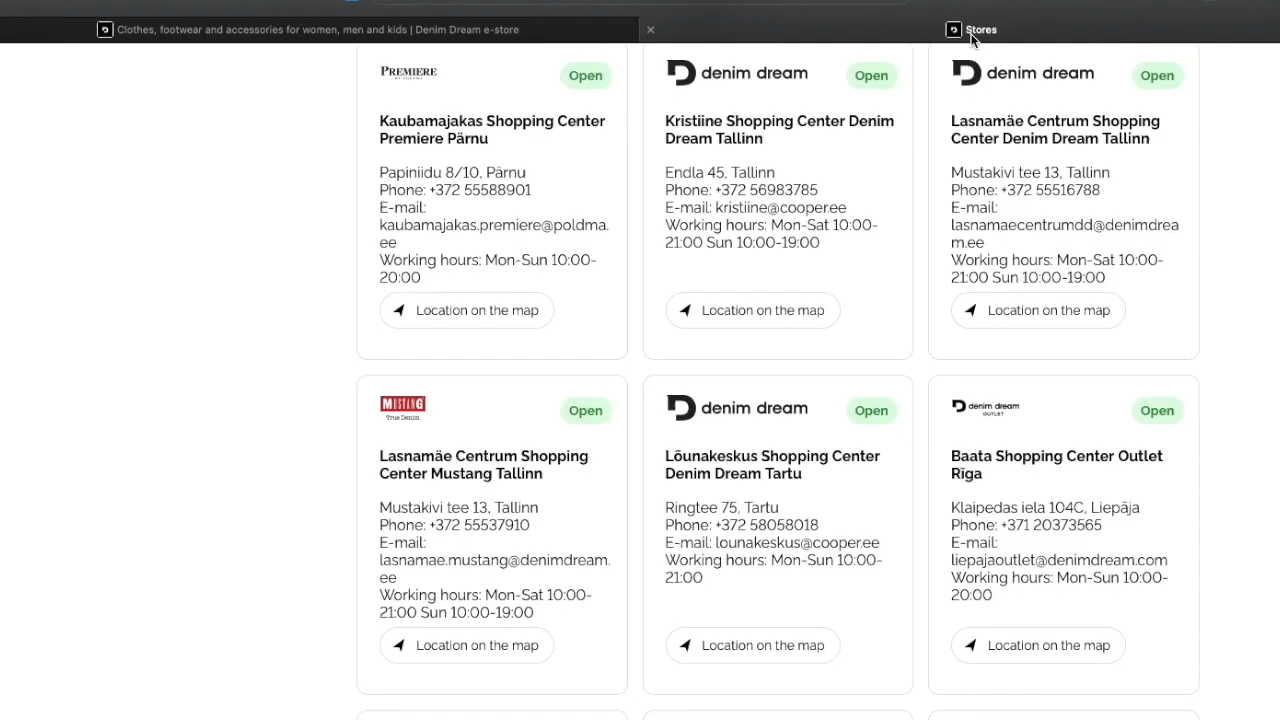 Clothes, footwear and accessories for women, men and kids | Denim Dream e-store
Stores
PREMIERE
Open
Kaubamajakas Shopping Center
Premiere Pärnu
Papiniidu 8/10, Pärnu
Phone: +372 55588901
E-mail:
kaubamajakas.premiere@poldma.
ee
Working hours: Mon-Sun 10:00-
20:00
Location on the map
denim dream
Open
Kristiine Shopping Center Denim
Dream Tallinn
Endla 45, Tallinn
Phone: +372 56983785
E-mail: kristiine@cooper.ee
Working hours: Mon-Sat 10:00-
21:00 Sun 10:00-19:00
Location on the map
denim dream
Open
Lasnamäe Centrum Shopping
Center Denim Dream Tallinn
Mustakivi tee 13, Tallinn
Phone: +372 55516788
E-mail:
lasnamaecentrumdd@denimdrea
m.ee
Working hours: Mon-Sat 10:00-
21:00 Sun 10:00-19:00
Location on the map
MUSTANG
True Denim
Open
Lasnamäe Centrum Shopping
Center Mustang Tallinn
Mustakivi tee 13, Tallinn
Phone: +372 55537910
E-mail:
lasnamae.mustang@denimdream.
ee
Working hours: Mon-Sat 10:00-
21:00 Sun 10:00-19:00
Location on the map
denim dream
Open
Lõunakeskus Shopping Center
Denim Dream Tartu
Ringtee 75, Tartu
Phone: +372 58058018
E-mail: lounakeskus@cooper.ee
Working hours: Mon-Sun 10:00-
21:00
Location on the map
denim dream
OUTLET
Open
Baata Shopping Center Outlet
Rīga
Klaipedas iela 104C, Liepāja
Phone: +371 20373565
E-mail:
liepajaoutlet@denimdream.com
Working hours: Mon-Sun 10:00-
20:00
Location on the map